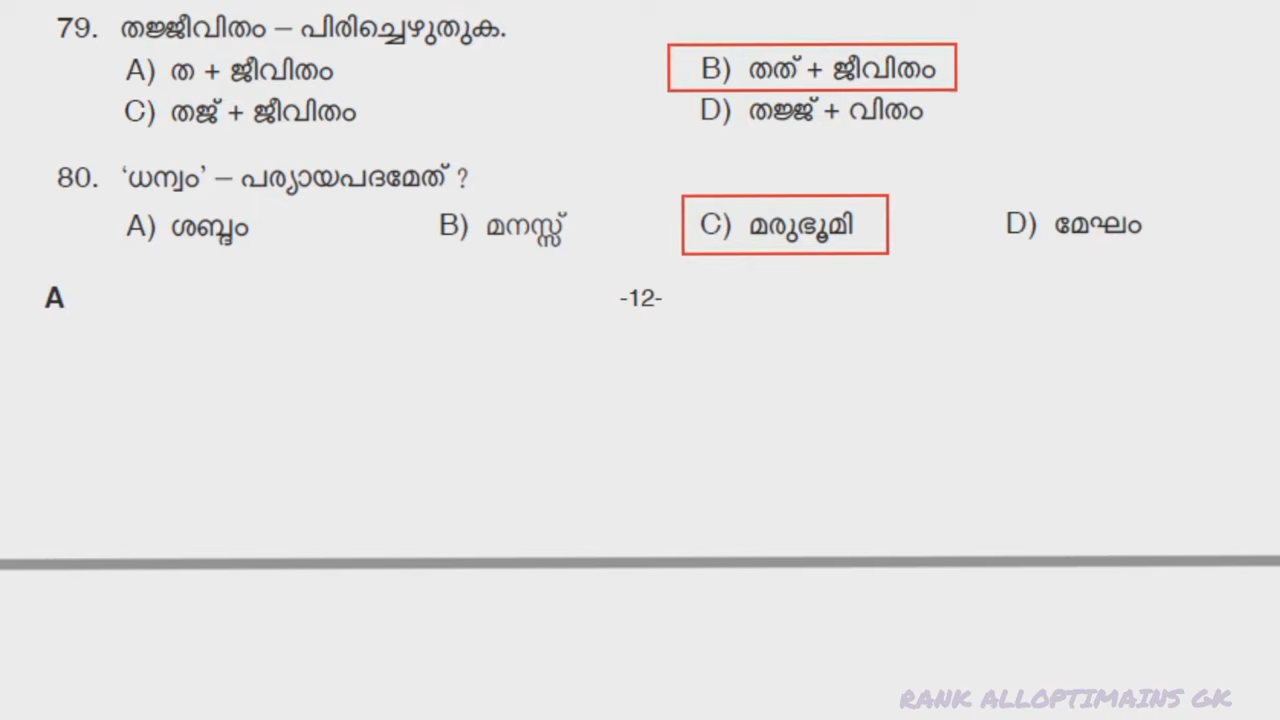 79. തജ്ജീവിതം – പിരിച്ചെഴുതുക.
A) ത + ജീവിതം B) തത് + ജീവിതം
C) തജ് + ജീവിതം D) തജ്ജ് + വിതം
80. ‘ധന്വം’ – പര്യായപദമേത് ?
A) ശബ്ദം B) മനസ്സ് C) മരുഭൂമി D) മേഘം
A -12-
RANK ALLOPTIMAINS GK